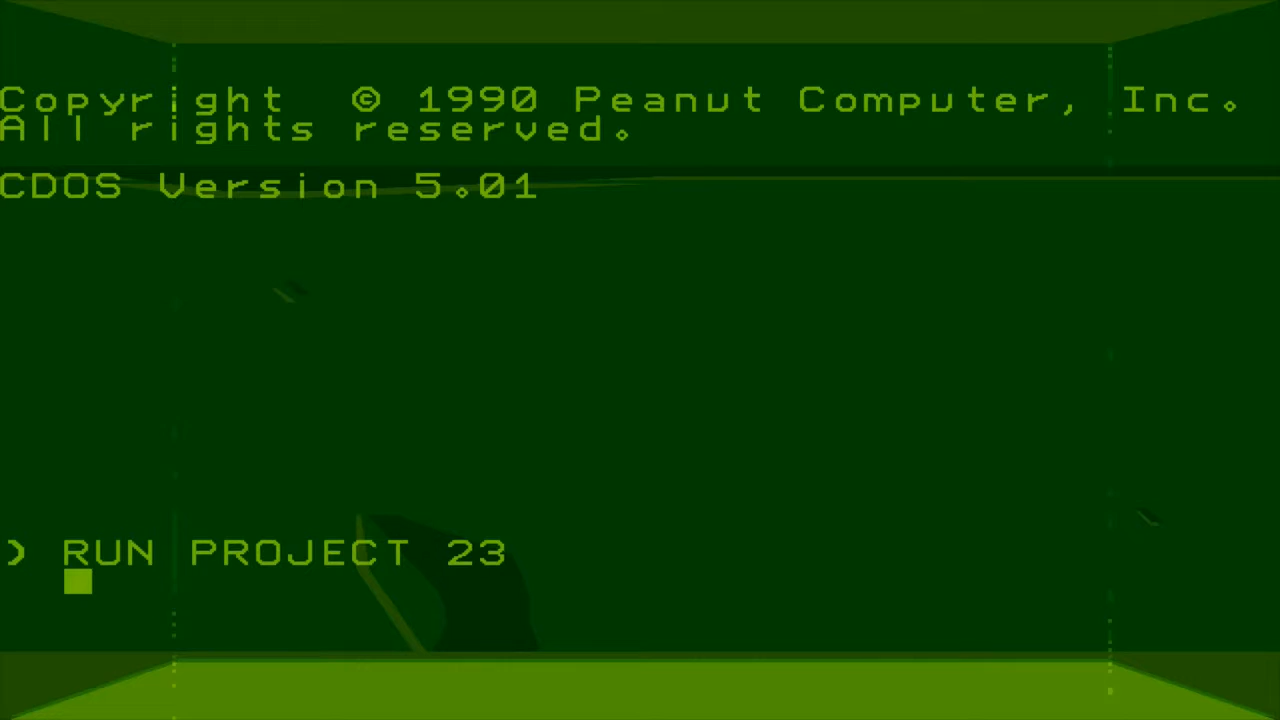 Copyright © 1990 Peanut Computer, Inc.
All rights reserved.
CDOS Version 5.01
> RUN PROJECT 23